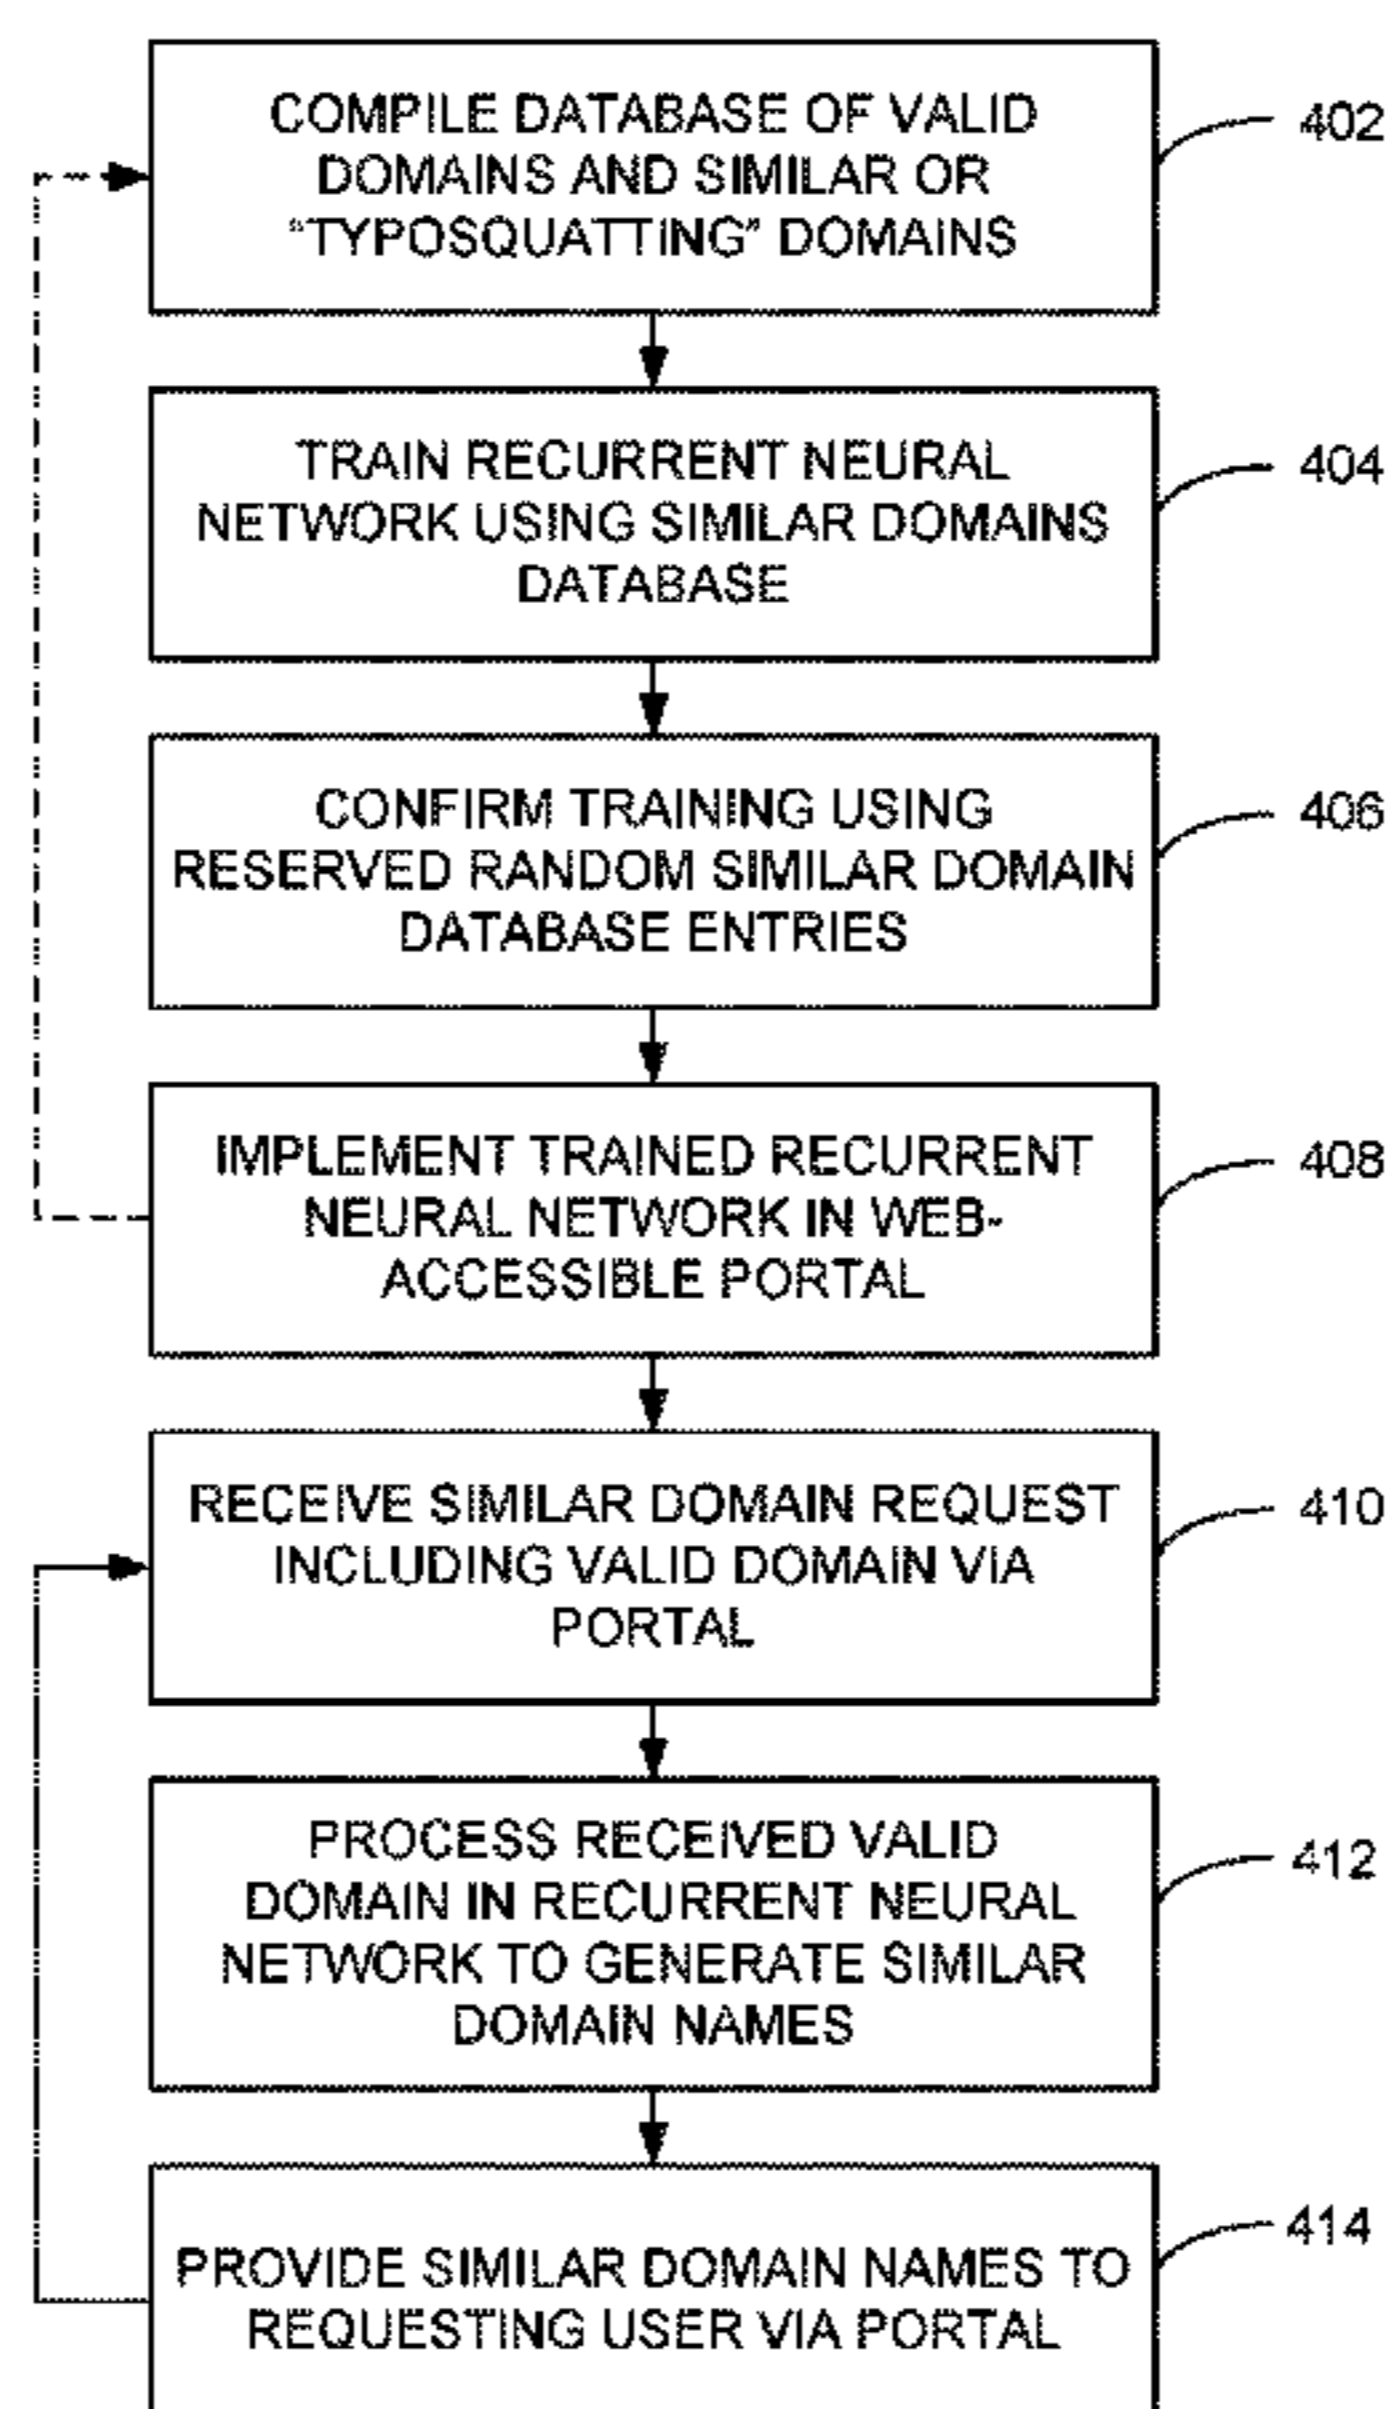 COMPILE DATABASE OF VALID
DOMAINS AND SIMILAR OR
"TYPOSQUATTING" DOMAINS
402
TRAIN RECURRENT NEURAL
NETWORK USING SIMILAR DOMAINS
DATABASE
404
CONFIRM TRAINING USING
RESERVED RANDOM SIMILAR DOMAIN
DATABASE ENTRIES
406
IMPLEMENT TRAINED RECURRENT
NEURAL NETWORK IN WEB-
ACCESSIBLE PORTAL
408
RECEIVE SIMILAR DOMAIN REQUEST
INCLUDING VALID DOMAIN VIA
PORTAL
410
PROCESS RECEIVED VALID
DOMAIN IN RECURRENT NEURAL
NETWORK TO GENERATE SIMILAR
DOMAIN NAMES
412
PROVIDE SIMILAR DOMAIN NAMES TO
REQUESTING USER VIA PORTAL
414